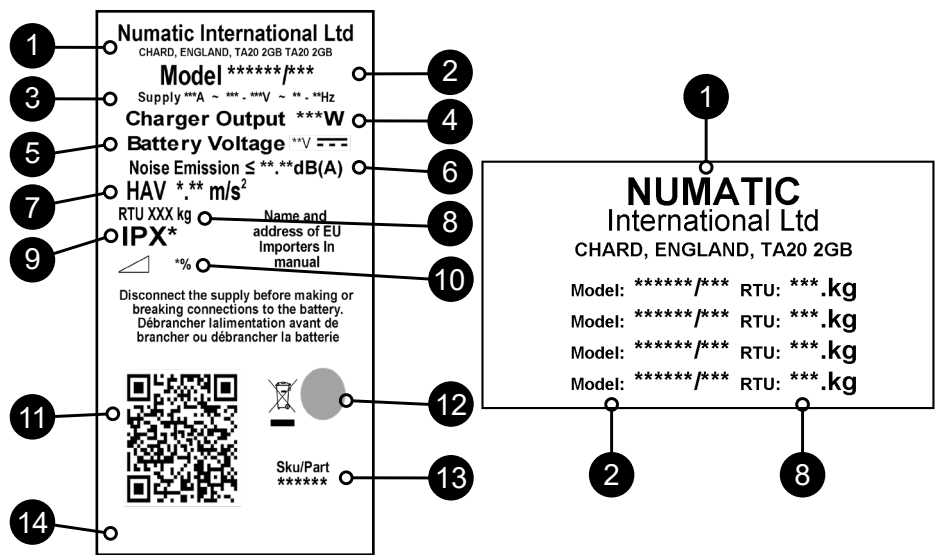 1
Numatic International Ltd
CHARD, ENGLAND, TA20 2GB TA20 2GB
Model ******/***
2
3
Supply ***A ~ *** - ***V ~ ** - **Hz
Charger Output ***W
4
5
Battery Voltage **V
Noise Emission ≤ **.**dB(A)
6
7
HAV *.** m/s²
RTU XXX kg
8
9
IPX*
Name and
address of EU
Importers In
manual
*%
10
Disconnect the supply before making or
breaking connections to the battery.
Débrancher lalimentation avant de
brancher ou débrancher la batterie
11
12
Sku/Part
******
13
14
1
NUMATIC
International Ltd
CHARD, ENGLAND, TA20 2GB
Model: ******/*** RTU: ***.kg
Model: ******/*** RTU: ***.kg
Model: ******/*** RTU: ***.kg
Model: ******/*** RTU: ***.kg
2
8